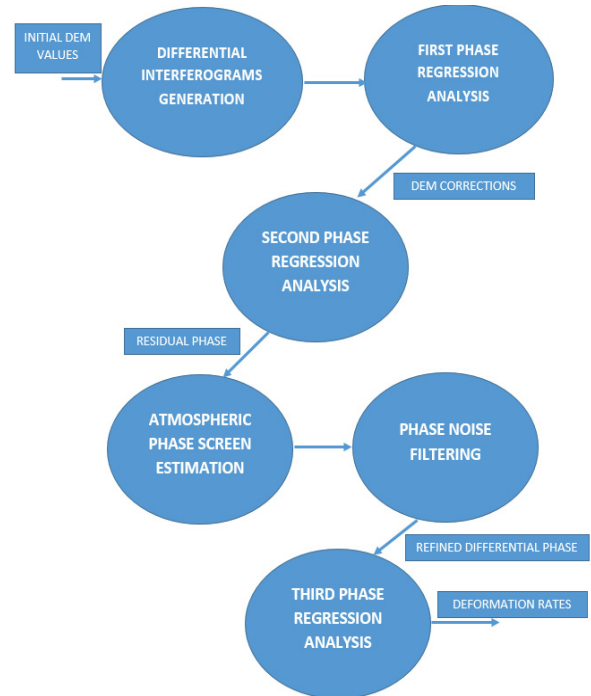 INITIAL DEM
VALUES
DIFFERENTIAL
INTERFEROGRAMS
GENERATION
FIRST PHASE
REGRESSION
ANALYSIS
DEM CORRECTIONS
SECOND PHASE
REGRESSION
ANALYSIS
RESIDUAL PHASE
ATMOSPHERIC
PHASE SCREEN
ESTIMATION
PHASE NOISE
FILTERING
REFINED DIFFERENTIAL PHASE
THIRD PHASE
REGRESSION
ANALYSIS
DEFORMATION RATES